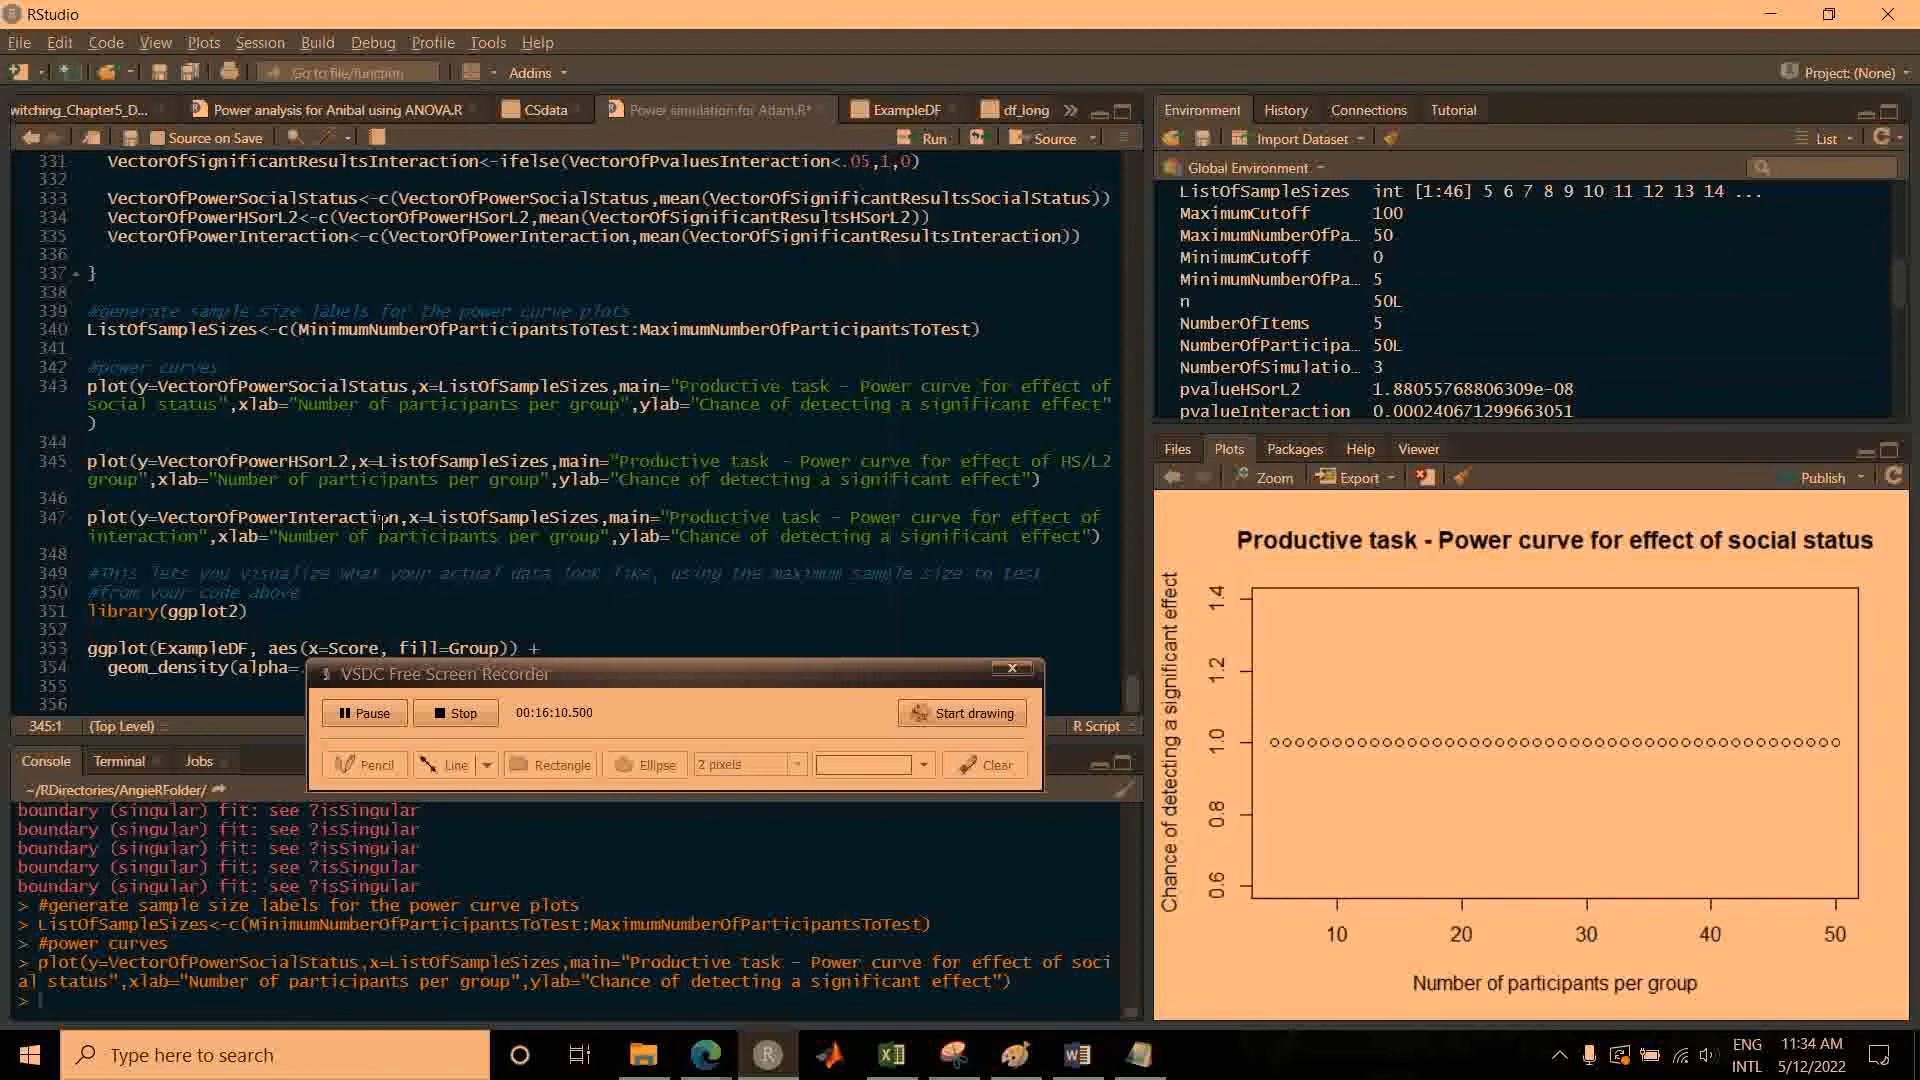 RStudio
File Edit Code View Plots Session Build Debug Profile Tools Help
Go to file/function Addins Project: (None)
witching_Chapter5_D... Power analysis for Anibal using ANOVA.R CSdata Power simulation for Adam.R* ExampleDF df_long
Source on Save Run Source
331 VectorOfSignificantResultsInteraction<-ifelse(VectorOfPvaluesInteraction<.05,1,0)
332
333 VectorOfPowerSocialStatus<-c(VectorOfPowerSocialStatus,mean(VectorOfSignificantResultsSocialStatus))
334 VectorOfPowerHSorL2<-c(VectorOfPowerHSorL2,mean(VectorOfSignificantResultsHSorL2))
335 VectorOfPowerInteraction<-c(VectorOfPowerInteraction,mean(VectorOfSignificantResultsInteraction))
336
337 }
338
339 #generate sample size labels for the power curve plots
340 ListOfSampleSizes<-c(MinimumNumberOfParticipantsToTest:MaximumNumberOfParticipantsToTest)
341
342 #power curves
343 plot(y=VectorOfPowerSocialStatus,x=ListOfSampleSizes,main="Productive task - Power curve for effect of
social status",xlab="Number of participants per group",ylab="Chance of detecting a significant effect"
)
344
345 plot(y=VectorOfPowerHSorL2,x=ListOfSampleSizes,main="Productive task - Power curve for effect of HS/L2
group",xlab="Number of participants per group",ylab="Chance of detecting a significant effect")
346
347 plot(y=VectorOfPowerInteraction,x=ListOfSampleSizes,main="Productive task - Power curve for effect of
interaction",xlab="Number of participants per group",ylab="Chance of detecting a significant effect")
348
349 #This lets you visualize what your actual data look like, using the maximum sample size to test
350 #from your code above
351 library(ggplot2)
352
353 ggplot(ExampleDF, aes(x=Score, fill=Group)) +
354 geom_density(alpha=.
355
356
345:1 (Top Level) R Script
VSDC Free Screen Recorder
Pause Stop 00:16:10.500 Start drawing
Pencil Line Rectangle Ellipse 2 pixels Clear
Console Terminal Jobs
~/RDirectories/AngieRFolder/
boundary (singular) fit: see ?isSingular
boundary (singular) fit: see ?isSingular
boundary (singular) fit: see ?isSingular
boundary (singular) fit: see ?isSingular
boundary (singular) fit: see ?isSingular
> #generate sample size labels for the power curve plots
> ListOfSampleSizes<-c(MinimumNumberOfParticipantsToTest:MaximumNumberOfParticipantsToTest)
> #power curves
> plot(y=VectorOfPowerSocialStatus,x=ListOfSampleSizes,main="Productive task - Power curve for effect of soci
al status",xlab="Number of participants per group",ylab="Chance of detecting a significant effect")
>
Environment History Connections Tutorial
Import Dataset List
Global Environment
ListOfSampleSizes int [1:46] 5 6 7 8 9 10 11 12 13 14 ...
MaximumCutoff 100
MaximumNumberOfPa... 50
MinimumCutoff 0
MinimumNumberOfPa... 5
n 50L
NumberOfItems 5
NumberOfParticipa... 50L
NumberOfSimulatio... 3
pvalueHSorL2 1.88055768806309e-08
pvalueInteraction 0.000240671299663051
Files Plots Packages Help Viewer
Zoom Export Publish
Productive task - Power curve for effect of social status
Chance of detecting a significant effect
1.4
1.2
1.0
0.8
0.6
10 20 30 40 50
Number of participants per group
Type here to search
ENG
INTL
11:34 AM
5/12/2022